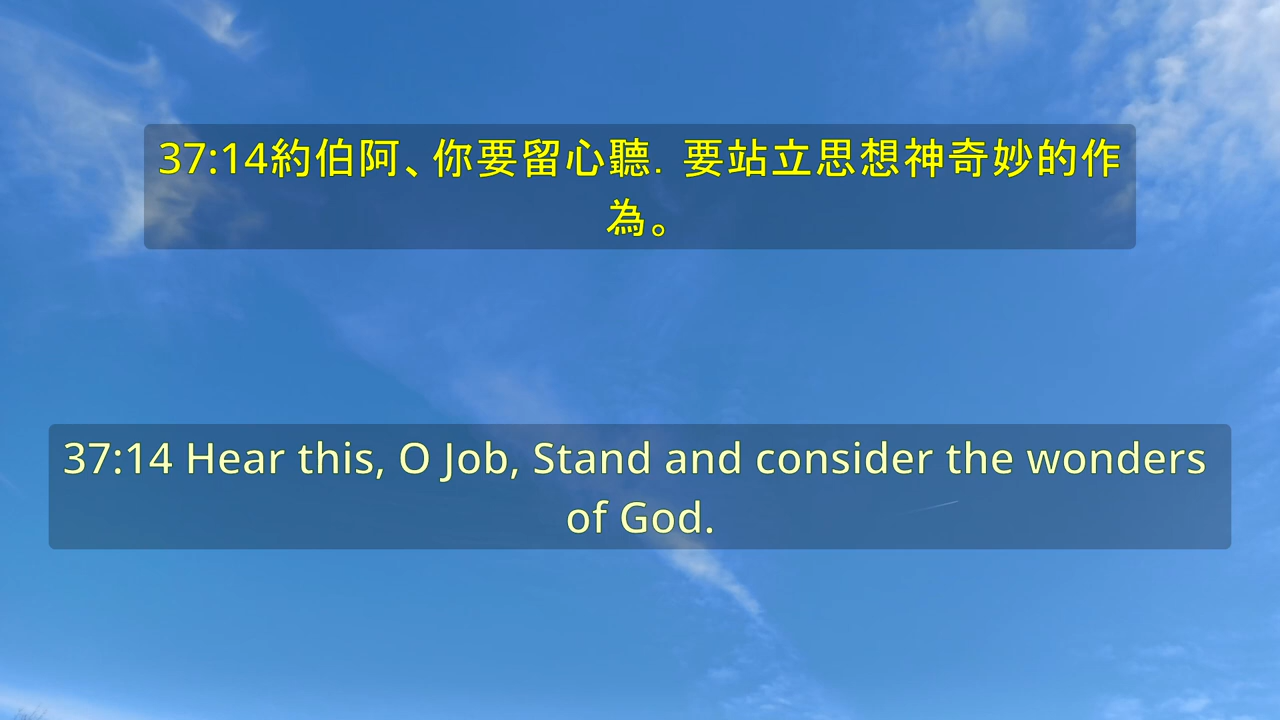 37:14約伯阿、你要留心聽．要站立思想神奇妙的作
為。
37:14 Hear this, O Job, Stand and consider the wonders
of God.